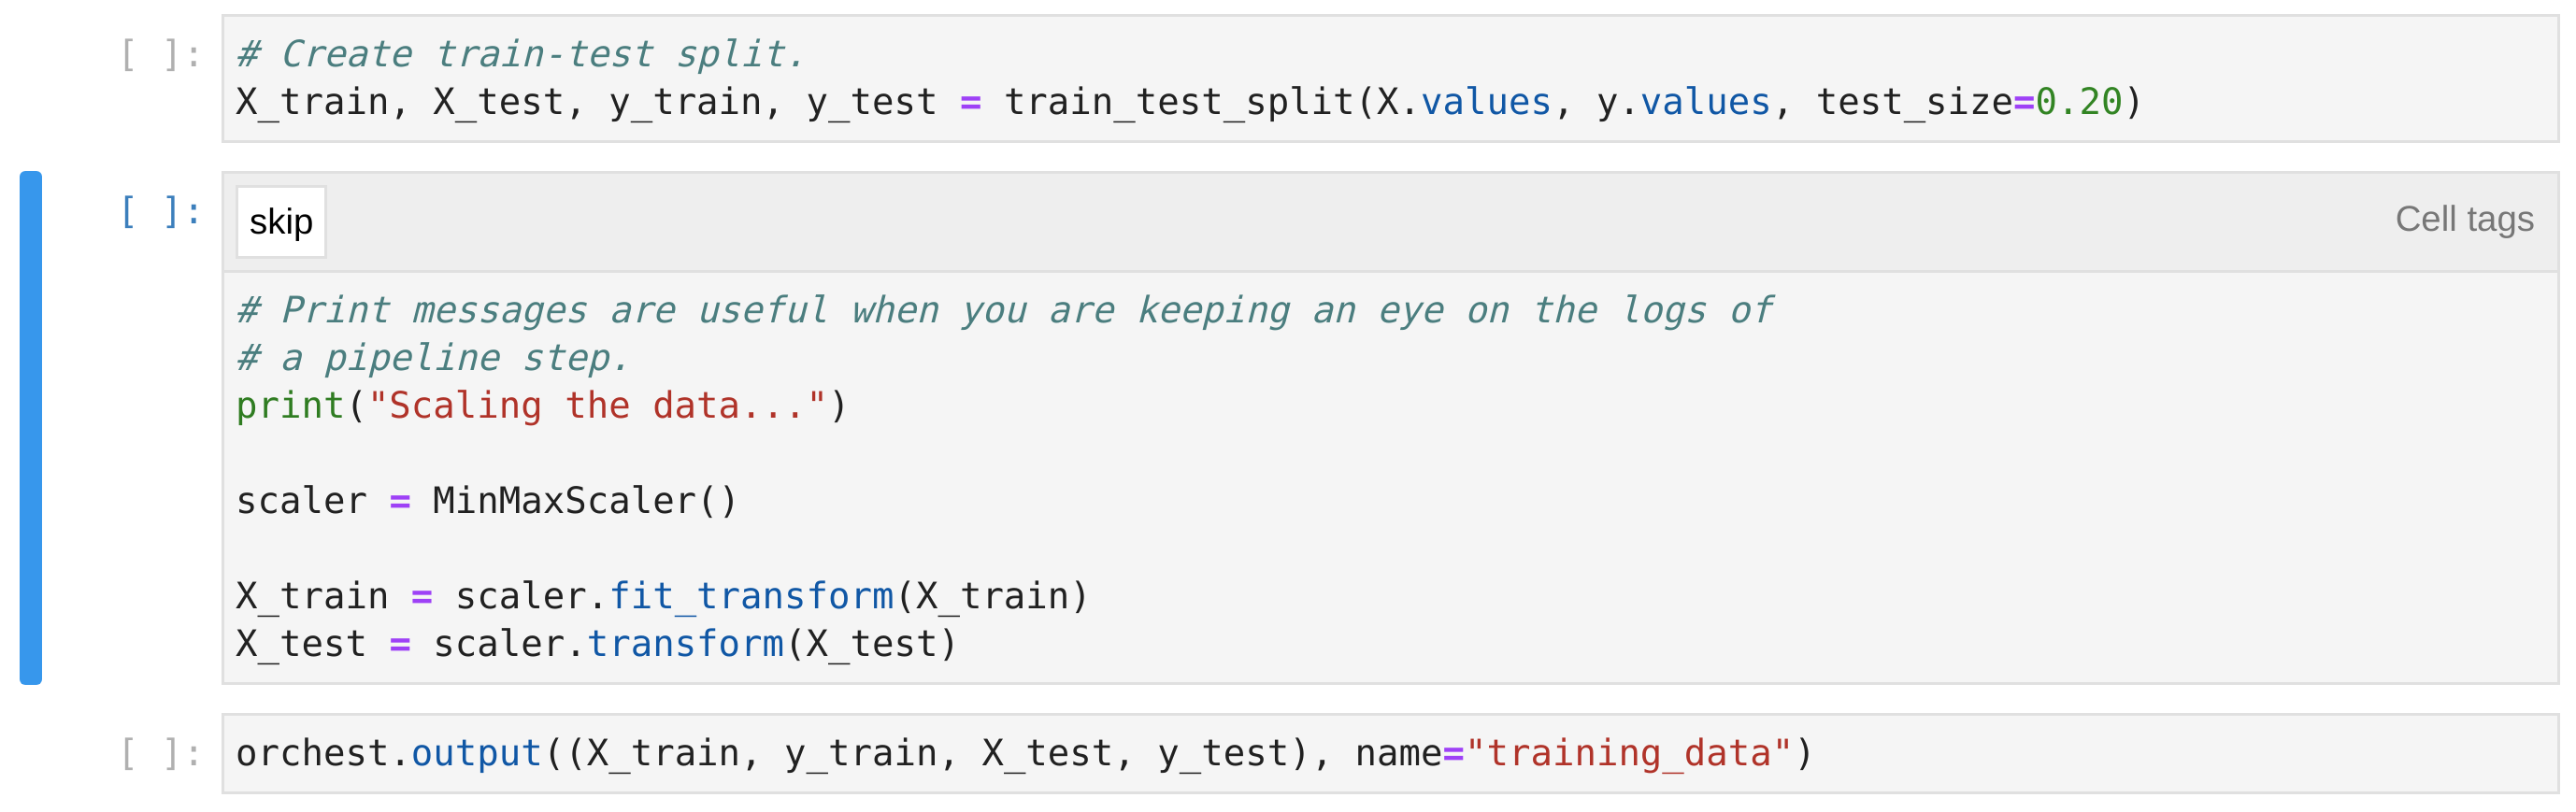 [ ]: # Create train-test split.
X_train, X_test, y_train, y_test = train_test_split(X.values, y.values, test_size=0.20)
[ ]: skip Cell tags
# Print messages are useful when you are keeping an eye on the logs of
# a pipeline step.
print("Scaling the data...")
scaler = MinMaxScaler()
X_train = scaler.fit_transform(X_train)
X_test = scaler.transform(X_test)
[ ]: orchest.output((X_train, y_train, X_test, y_test), name="training_data")